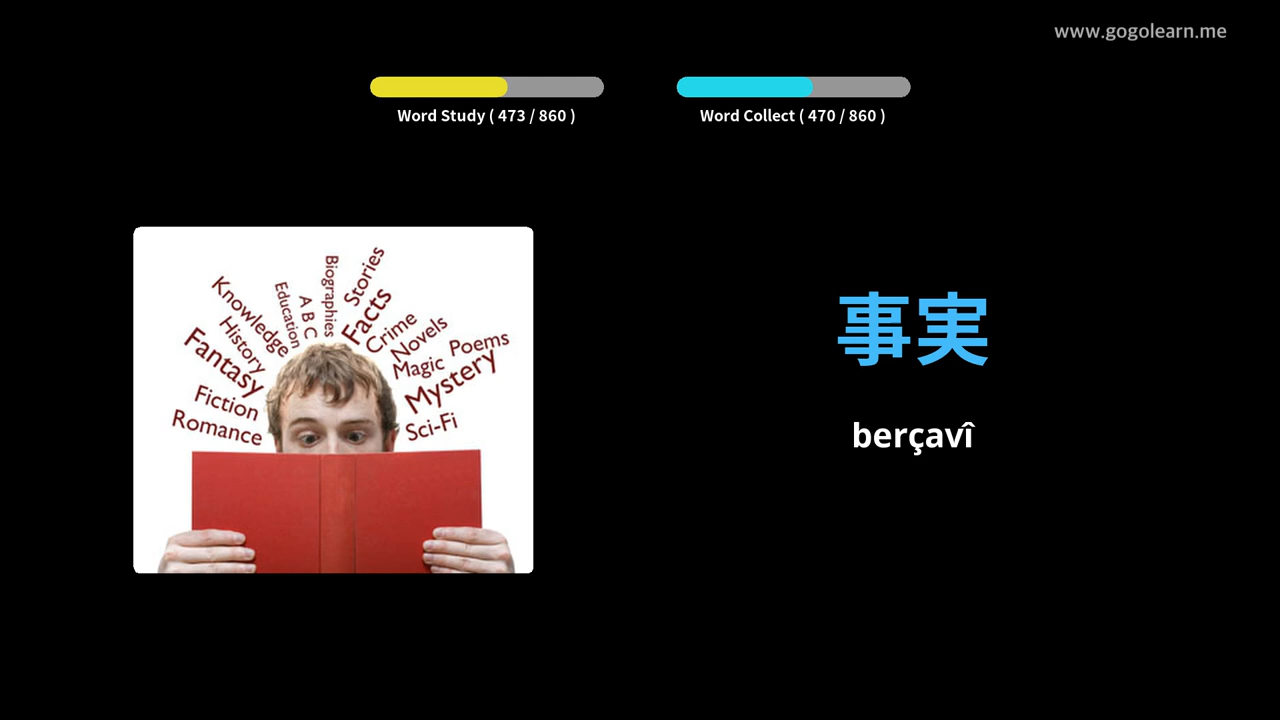 www.gogolearn.me
Word Study ( 473 / 860 )
Word Collect ( 470 / 860 )
Knowledge
Education
A B C
Biographies
Stories
Facts
History
Crime
Novels
Fantasy
Magic
Poems
Mystery
Fiction
Romance
Sci-Fi
事実
berçavî